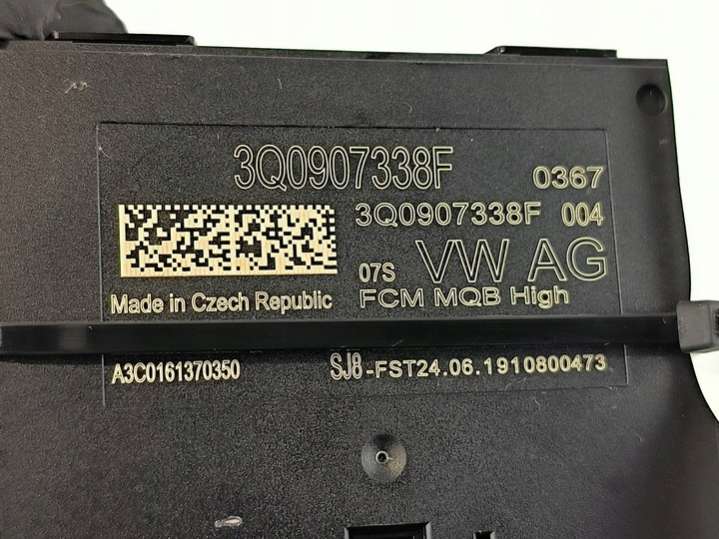 3Q0907338F
0367
3Q0907338F 004
07S VW AG
Made in Czech Republic
FCM MQB High
A3C0161370350
SJ8-FST24.06.1910800473